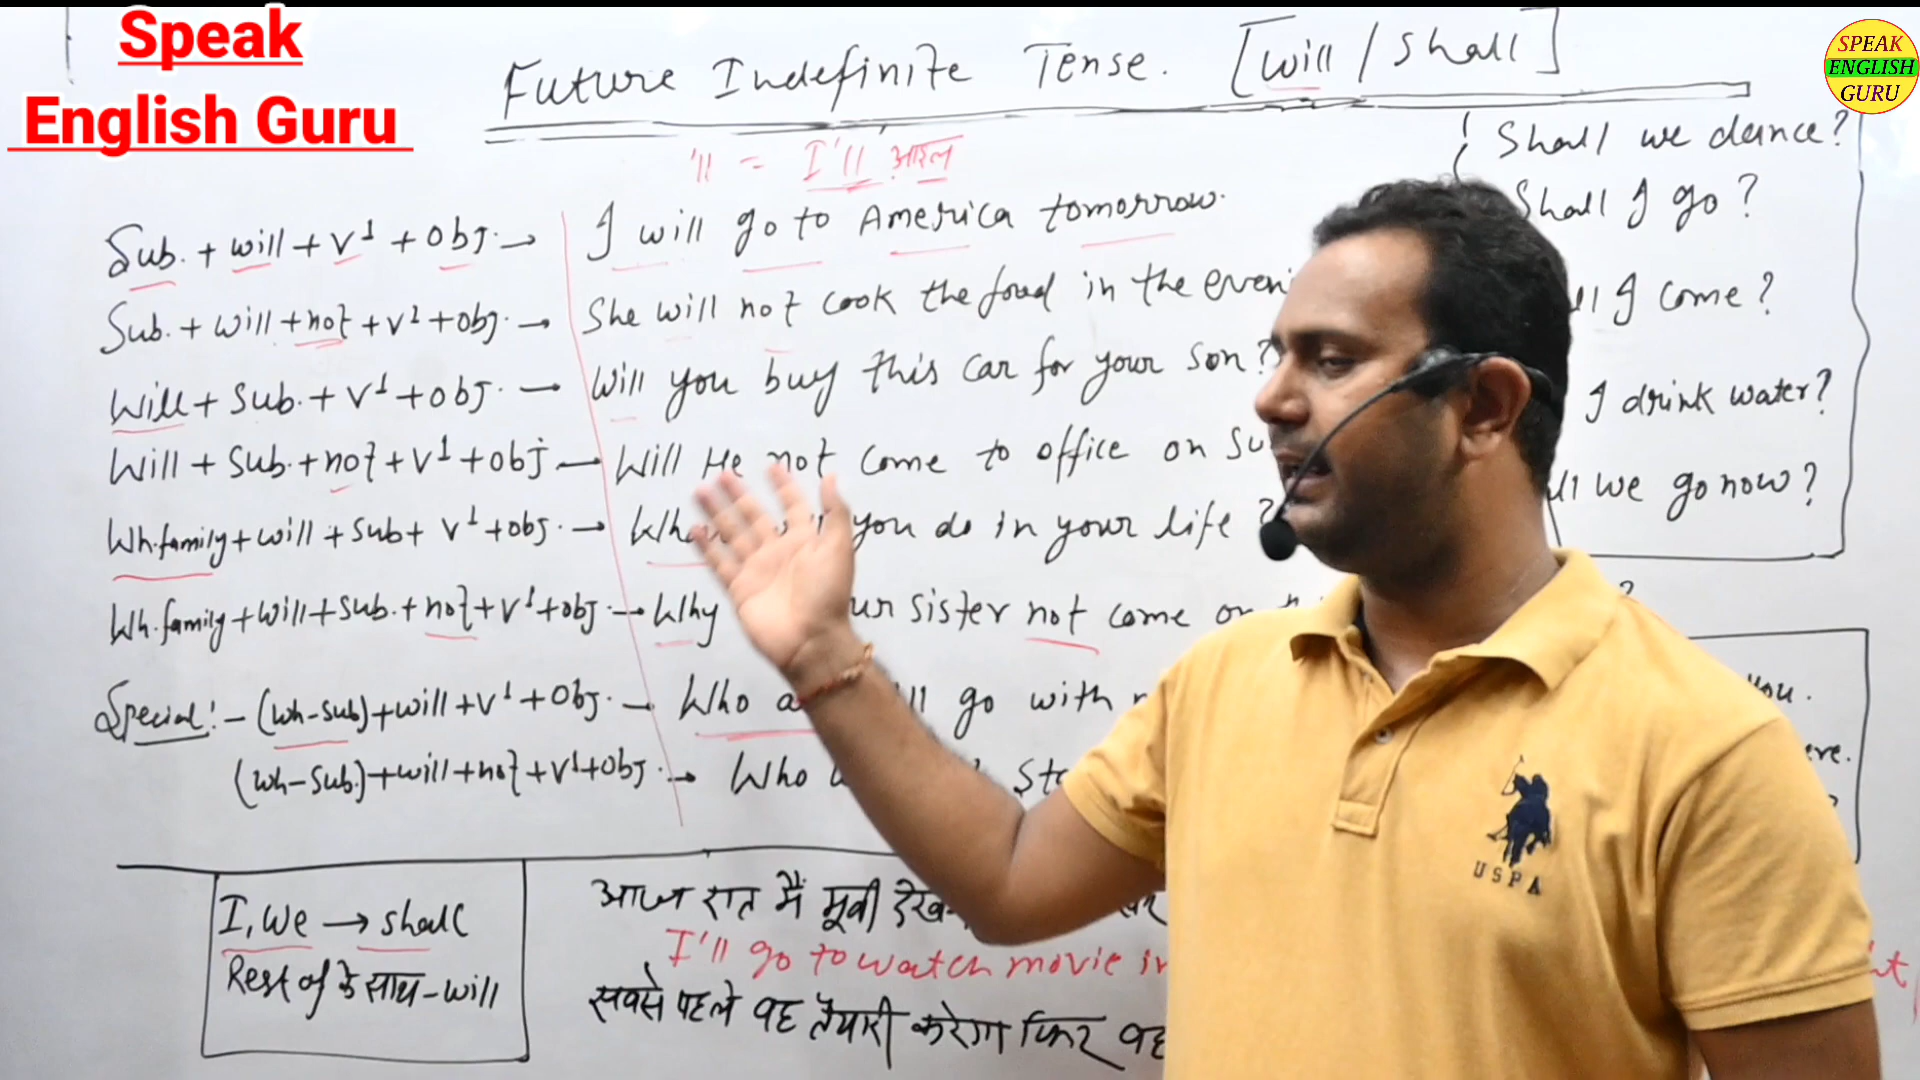 Speak
English Guru
Future Indefinite Tense. [will / Shall]
SPEAK
ENGLISH
GURU
'll = I'll आइल
Shall we dance?
Shall I go?
I come?
I drink water?
we go now?
Sub. + will + V¹ + obj. → I will go to America tomorrow.
Sub. + will + not + V¹ + obj. → She will not cook the food in the
Will + Sub. + V¹ + obj. → Will you buy this car for your son?
Will + Sub. + not + V¹ + obj → Will He not come to office on
Wh.family + will + Sub + V¹ + obj. → you do in your life ?
Wh.family + will + Sub. + not + V¹ + obj. → Why sister not come
Special :- (wh-sub) + will + V¹ + Obj. → Who go with you.
(wh-Sub.) + will + not + V¹ + Obj. → Who
I, We → shall
Rest of के साथ - will
आज रात मैं मूवी
I'll go to watch movie
सबसे पहले वह तैयारी करेगा फिर वह
USPA